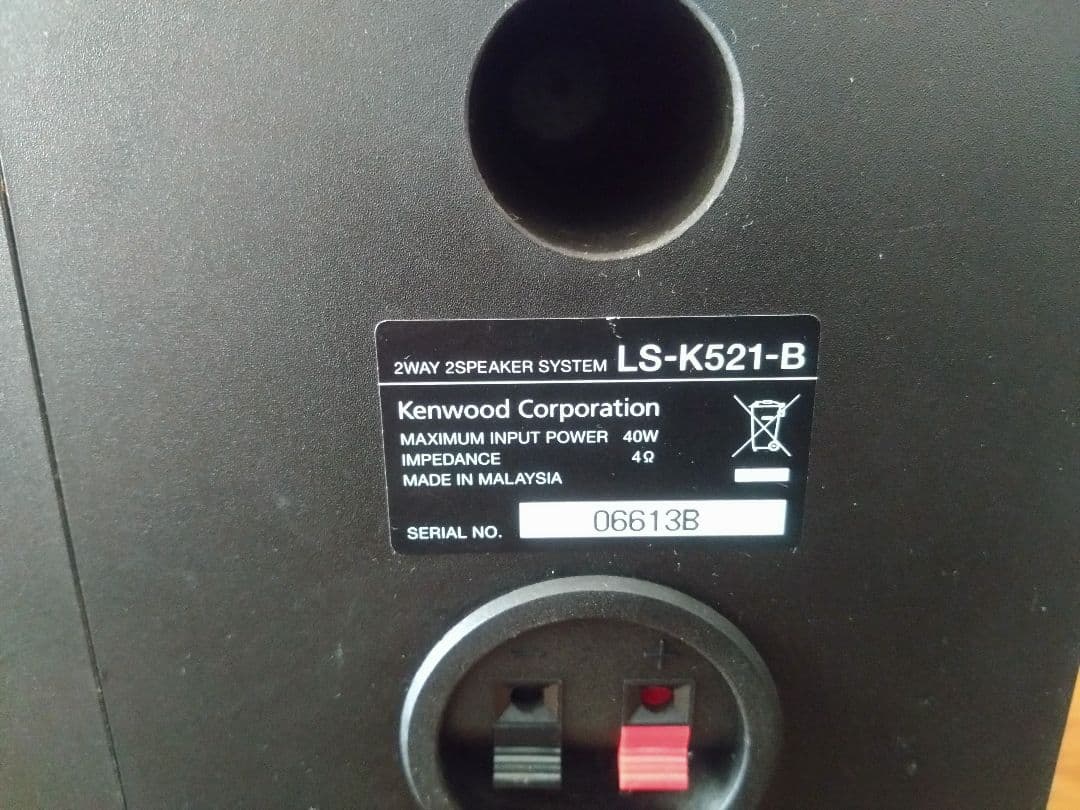 2WAY 2SPEAKER SYSTEM LS-K521-B
Kenwood Corporation
MAXIMUM INPUT POWER 40W
IMPEDANCE 4Ω
MADE IN MALAYSIA
SERIAL NO. 06613B
+